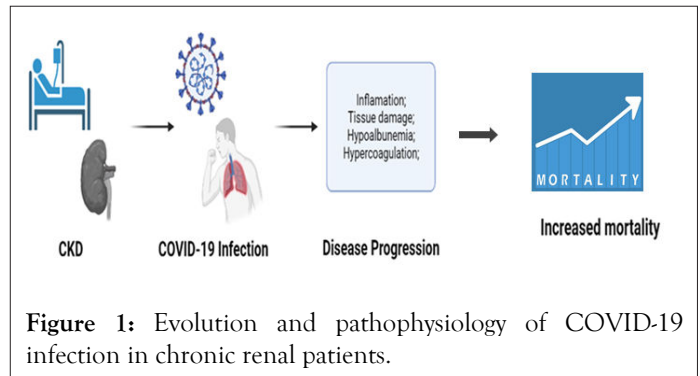 Inflamation;
Tissue damage;
Hypoalbunemia;
Hypercoagulation;
MORTALITY
CKD
COVID-19 Infection
Disease Progression
Increased mortality
Figure 1: Evolution and pathophysiology of COVID-19
infection in chronic renal patients.